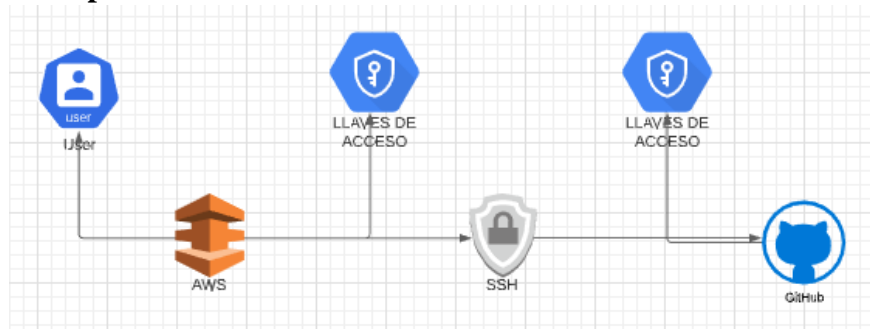 user
User
LLAVES DE
ACCESO
LLAVES DE
ACCESO
AWS
SSH
GitHub